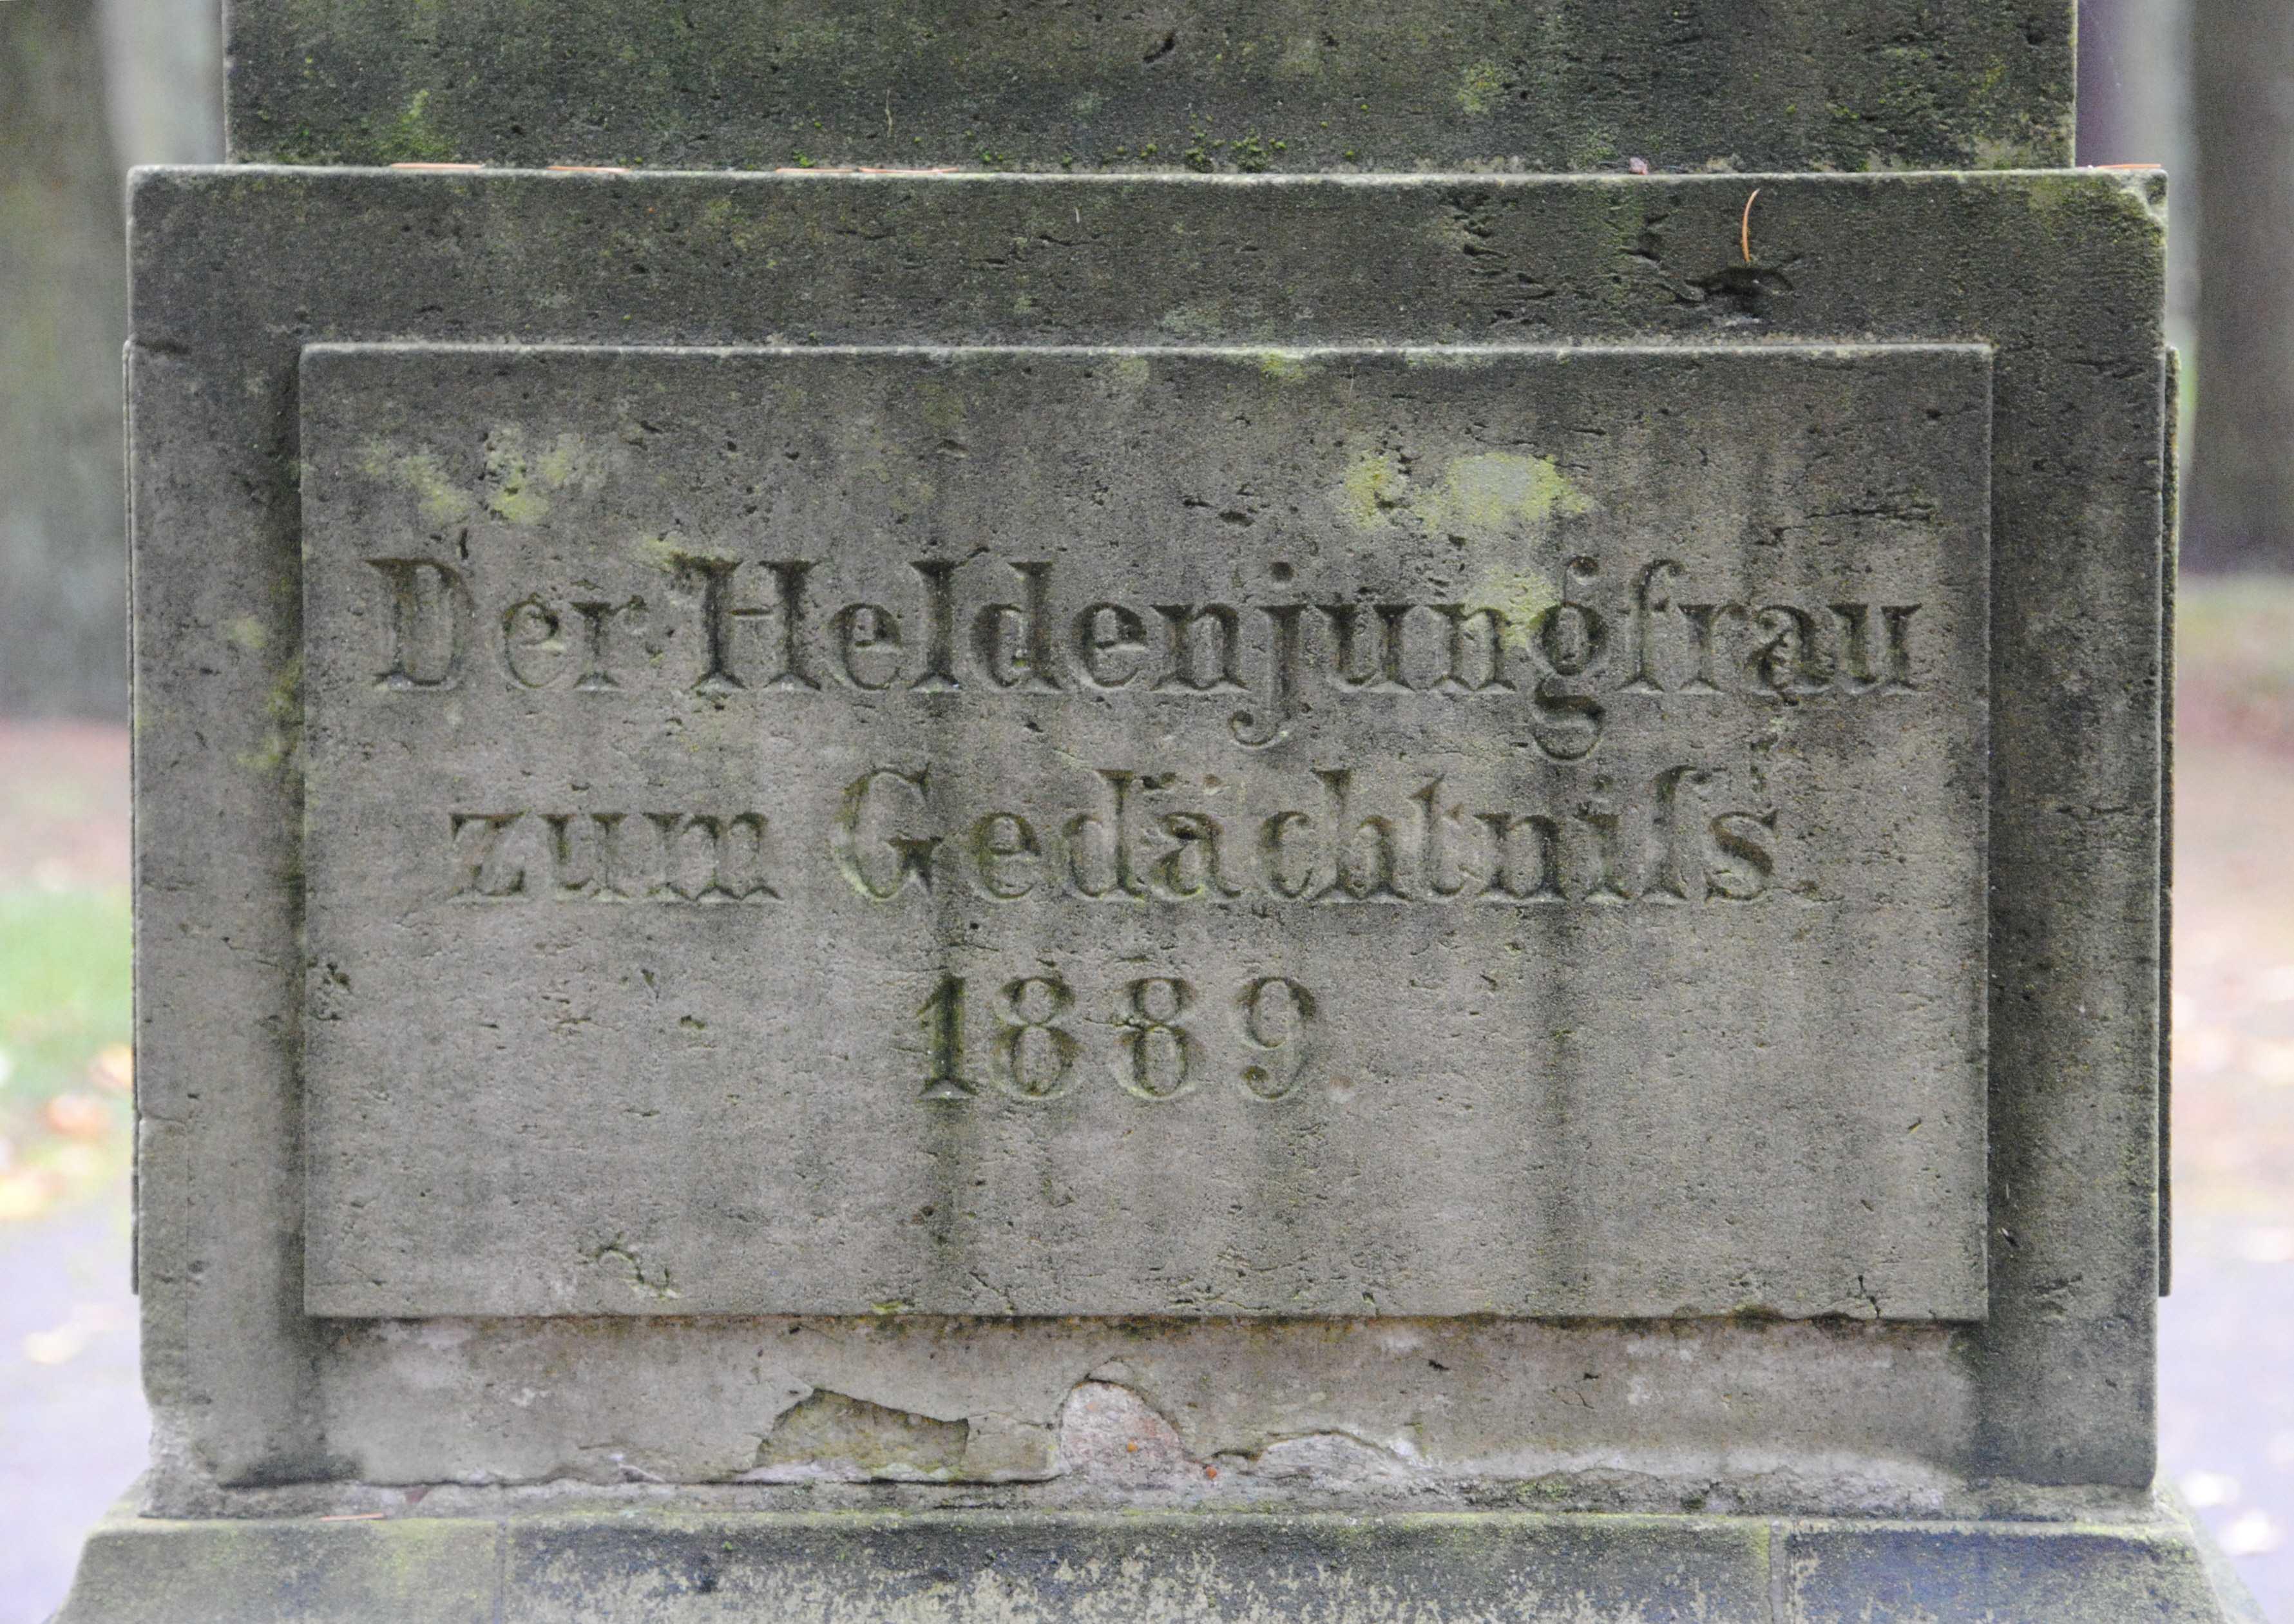 Der Heldenjungfrau
zum Gedächtniſs
1889